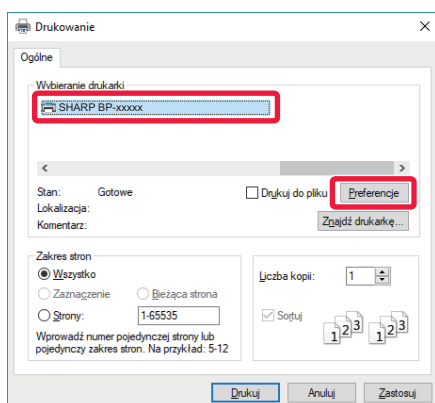 Drukowanie
Ogólne
Wybieranie drukarki
SHARP BP-xxxxx
Stan: Gotowe
Drukuj do pliku
Preferencje
Lokalizacja:
Komentarz:
Znajdź drukarkę...
Zakres stron
Wszystko
Zaznaczenie
Bieżąca strona
Strony:
1-65535
Wprowadź numer pojedynczej strony lub
pojedynczy zakres stron. Na przykład: 5-12
Liczba kopii:
1
Sortuj
1 2 3
1 2 3
Drukuj
Anuluj
Zastosuj